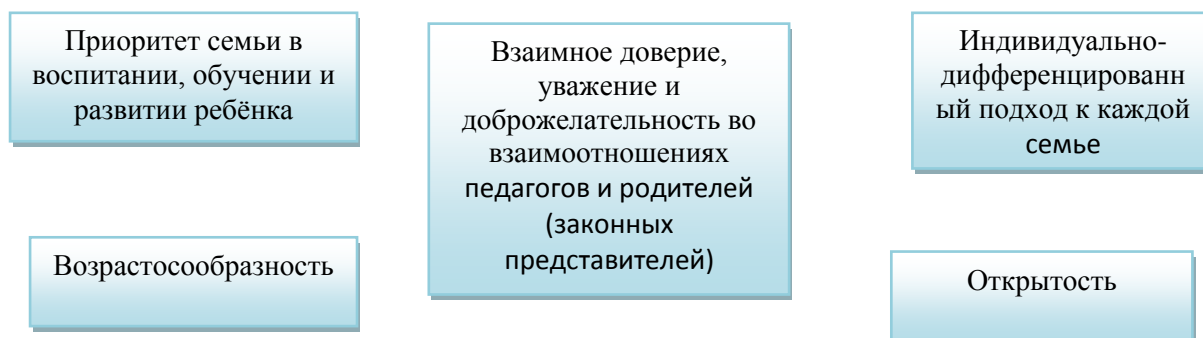 Приоритет семьи в
воспитании, обучении и
развитии ребёнка
Взаимное доверие,
уважение и
доброжелательность во
взаимоотношениях
педагогов и родителей
(законных
представителей)
Индивидуально-
дифференцированн
ый подход к каждой
семье
Возрастосообразность
Открытость